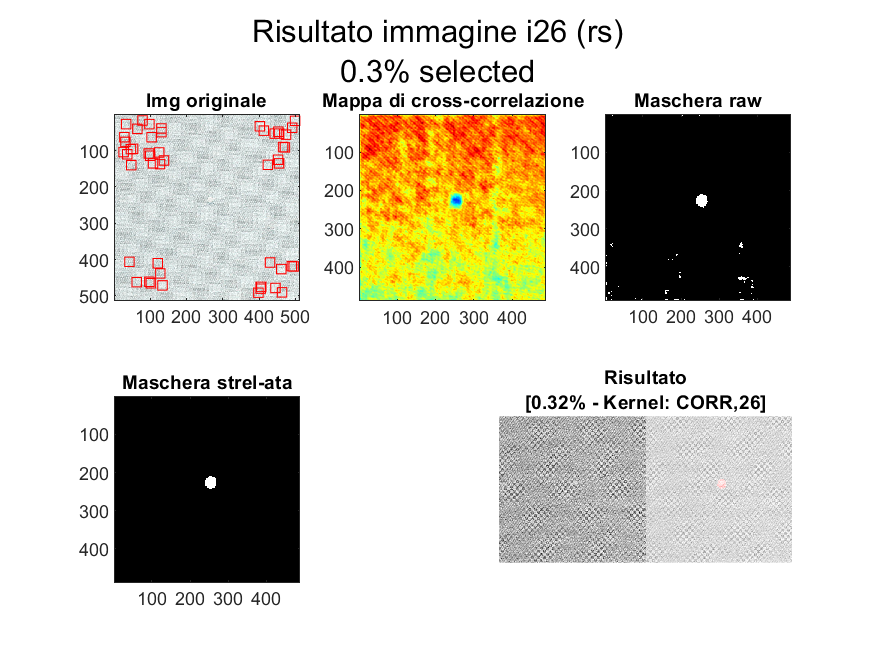 Risultato immagine i26 (rs)
0.3% selected
Img originale
100
200
300
400
500
100 200 300 400 500
Mappa di cross-correlazione
100
200
300
400
100 200 300 400
Maschera raw
100
200
300
400
100 200 300 400
Maschera strel-ata
100
200
300
400
100 200 300 400
Risultato
[0.32% - Kernel: CORR,26]